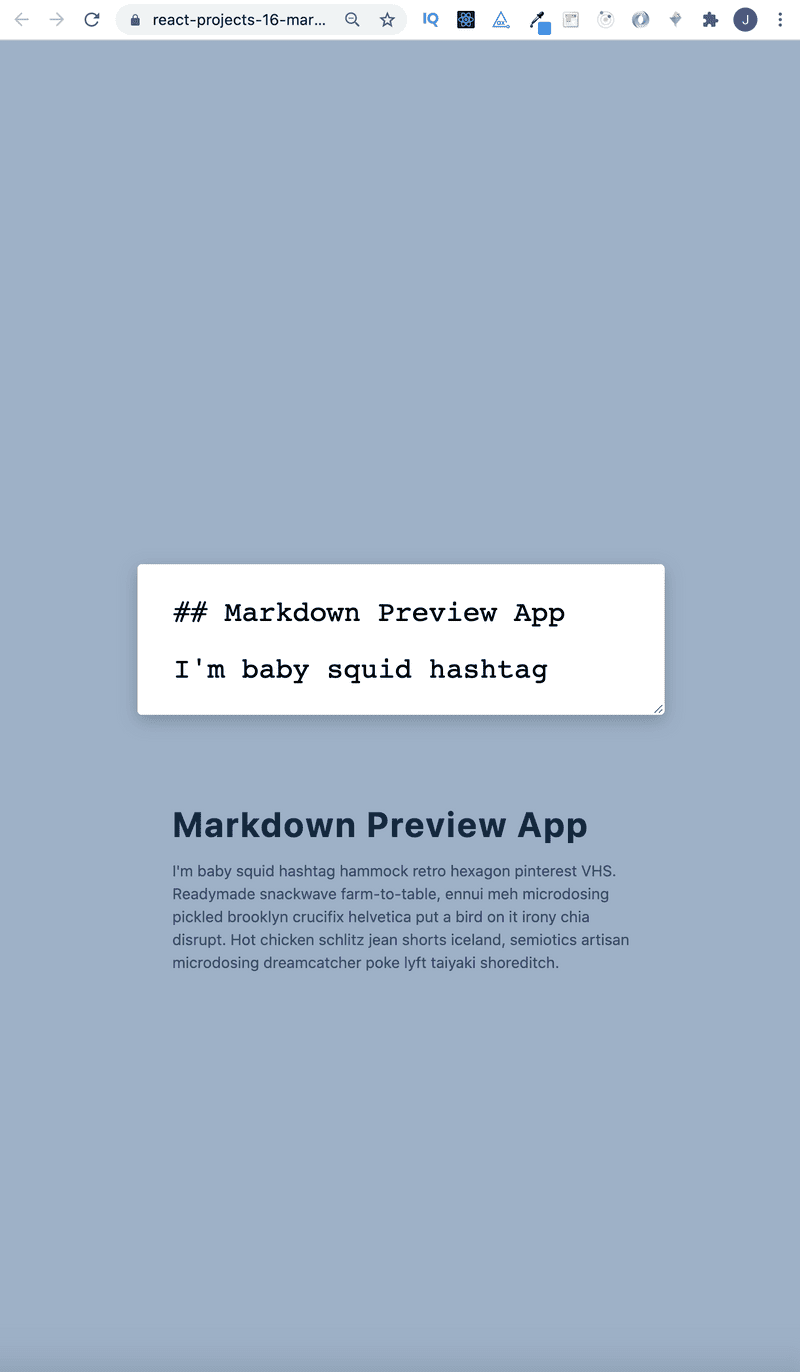 react-projects-16-mar...
IQ
J
## Markdown Preview App
I'm baby squid hashtag
Markdown Preview App
I'm baby squid hashtag hammock retro hexagon pinterest VHS.
Readymade snackwave farm-to-table, ennui meh microdosing
pickled brooklyn crucifix helvetica put a bird on it irony chia
disrupt. Hot chicken schlitz jean shorts iceland, semiotics artisan
microdosing dreamcatcher poke lyft taiyaki shoreditch.